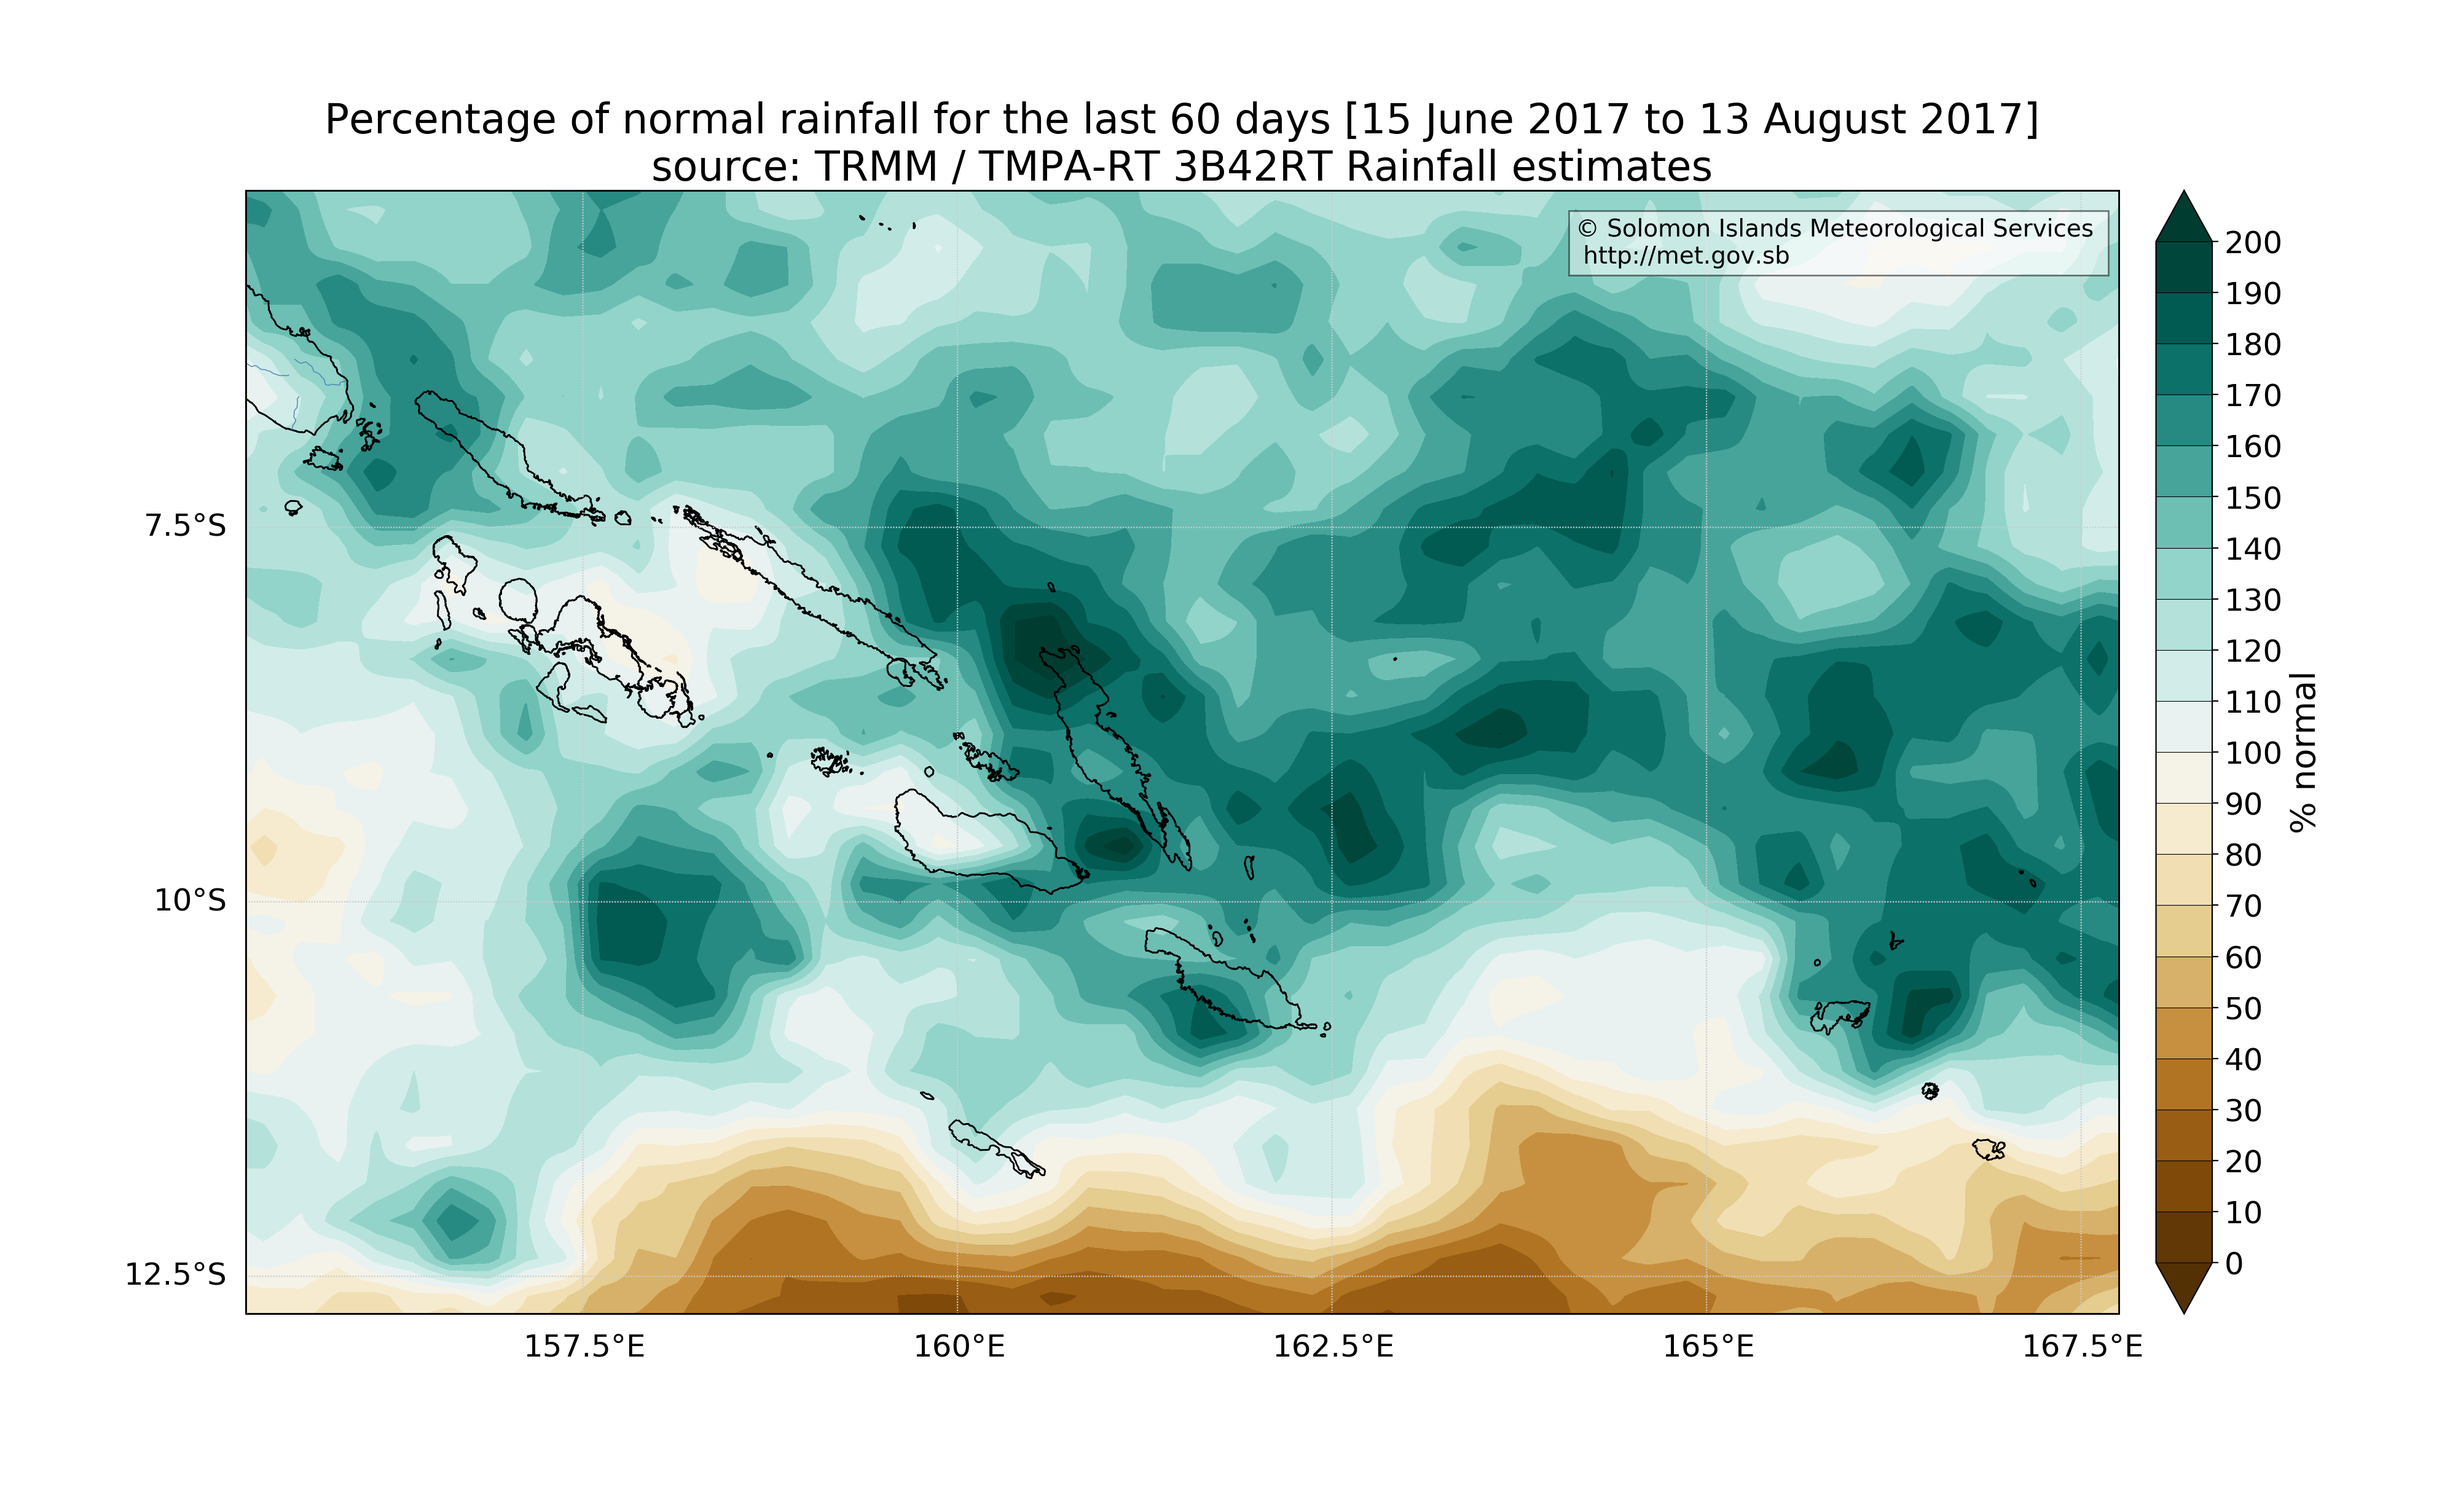 Percentage of normal rainfall for the last 60 days [15 June 2017 to 13 August 2017]
source: TRMM / TMPA-RT 3B42RT Rainfall estimates
© Solomon Islands Meteorological Services
http://met.gov.sb
7.5°S
10°S
12.5°S
157.5°E
160°E
162.5°E
165°E
167.5°E
200
190
180
170
160
150
140
130
120
110
100
90
80
70
60
50
40
30
20
10
0
% normal